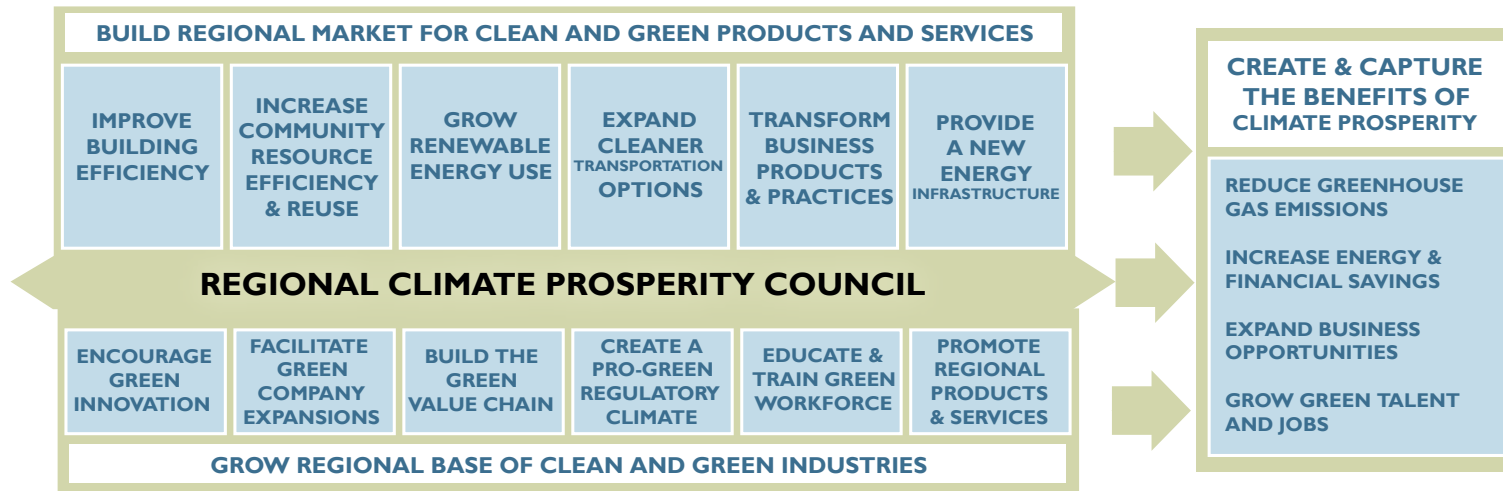 BUILD REGIONAL MARKET FOR CLEAN AND GREEN PRODUCTS AND SERVICES
IMPROVE
BUILDING
EFFICIENCY
INCREASE
COMMUNITY
RESOURCE
EFFICIENCY
& REUSE
GROW
RENEWABLE
ENERGY USE
EXPAND
CLEANER
TRANSPORTATION
OPTIONS
TRANSFORM
BUSINESS
PRODUCTS
& PRACTICES
PROVIDE
A NEW
ENERGY
INFRASTRUCTURE
REGIONAL CLIMATE PROSPERITY COUNCIL
ENCOURAGE
GREEN
INNOVATION
FACILITATE
GREEN
COMPANY
EXPANSIONS
BUILD THE
GREEN
VALUE CHAIN
CREATE A
PRO-GREEN
REGULATORY
CLIMATE
EDUCATE &
TRAIN GREEN
WORKFORCE
PROMOTE
REGIONAL
PRODUCTS
& SERVICES
GROW REGIONAL BASE OF CLEAN AND GREEN INDUSTRIES
CREATE & CAPTURE
THE BENEFITS OF
CLIMATE PROSPERITY
REDUCE GREENHOUSE
GAS EMISSIONS
INCREASE ENERGY &
FINANCIAL SAVINGS
EXPAND BUSINESS
OPPORTUNITIES
GROW GREEN TALENT
AND JOBS